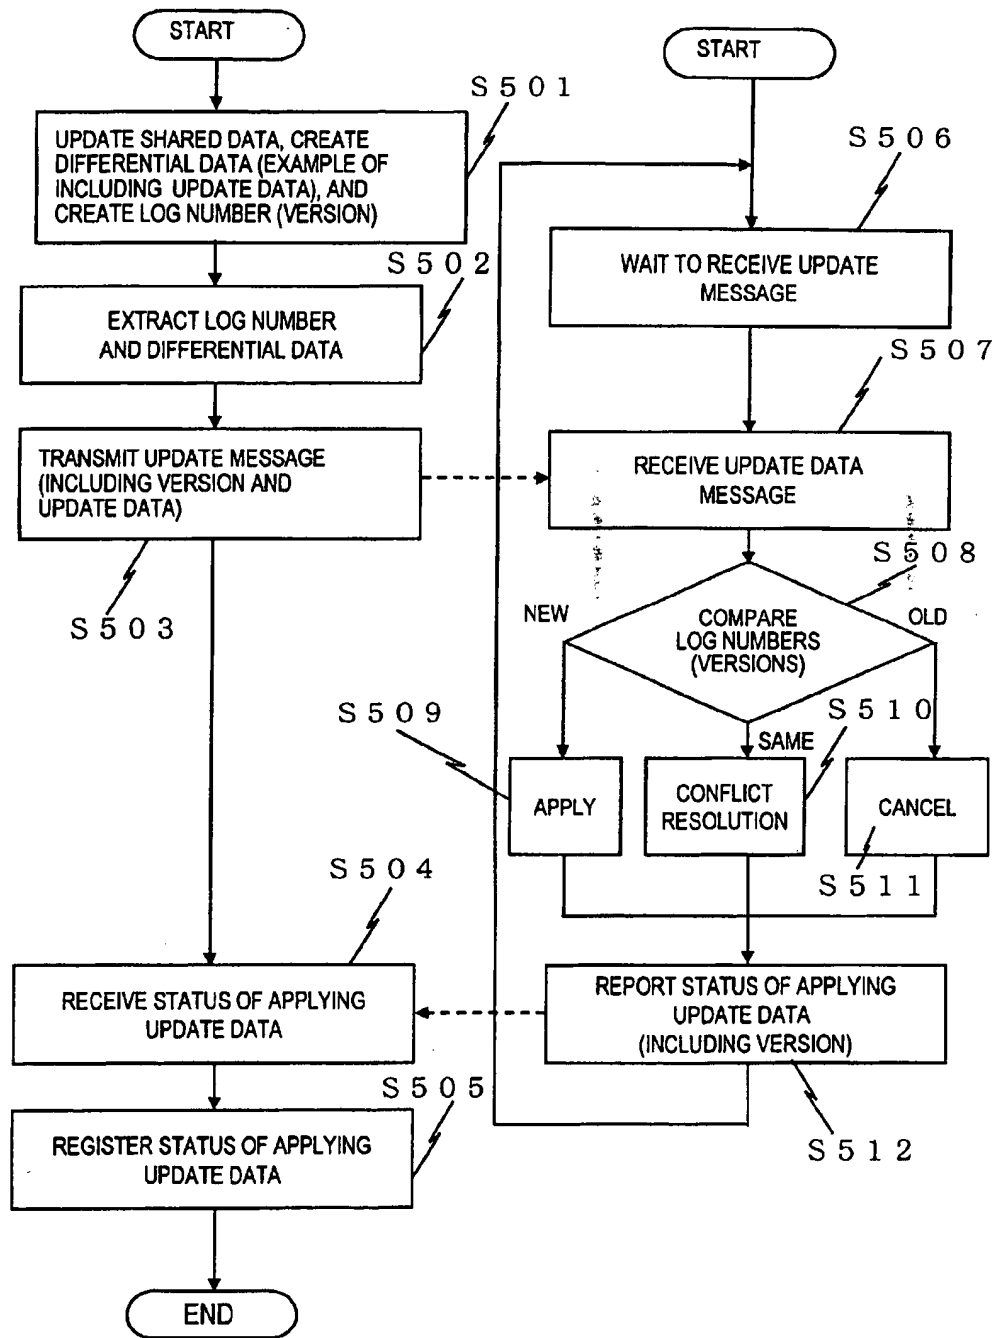 START
S501
UPDATE SHARED DATA, CREATE
DIFFERENTIAL DATA (EXAMPLE OF
INCLUDING UPDATE DATA), AND
CREATE LOG NUMBER (VERSION)
S502
EXTRACT LOG NUMBER
AND DIFFERENTIAL DATA
TRANSMIT UPDATE MESSAGE
(INCLUDING VERSION AND
UPDATE DATA)
S503
S504
RECEIVE STATUS OF APPLYING
UPDATE DATA
S505
REGISTER STATUS OF APPLYING
UPDATE DATA
END
START
S506
WAIT TO RECEIVE UPDATE
MESSAGE
S507
RECEIVE UPDATE DATA
MESSAGE
S508
NEW
COMPARE
LOG NUMBERS
(VERSIONS)
OLD
S509
SAME
S510
APPLY
CONFLICT
RESOLUTION
CANCEL
S511
REPORT STATUS OF APPLYING
UPDATE DATA
(INCLUDING VERSION)
S512